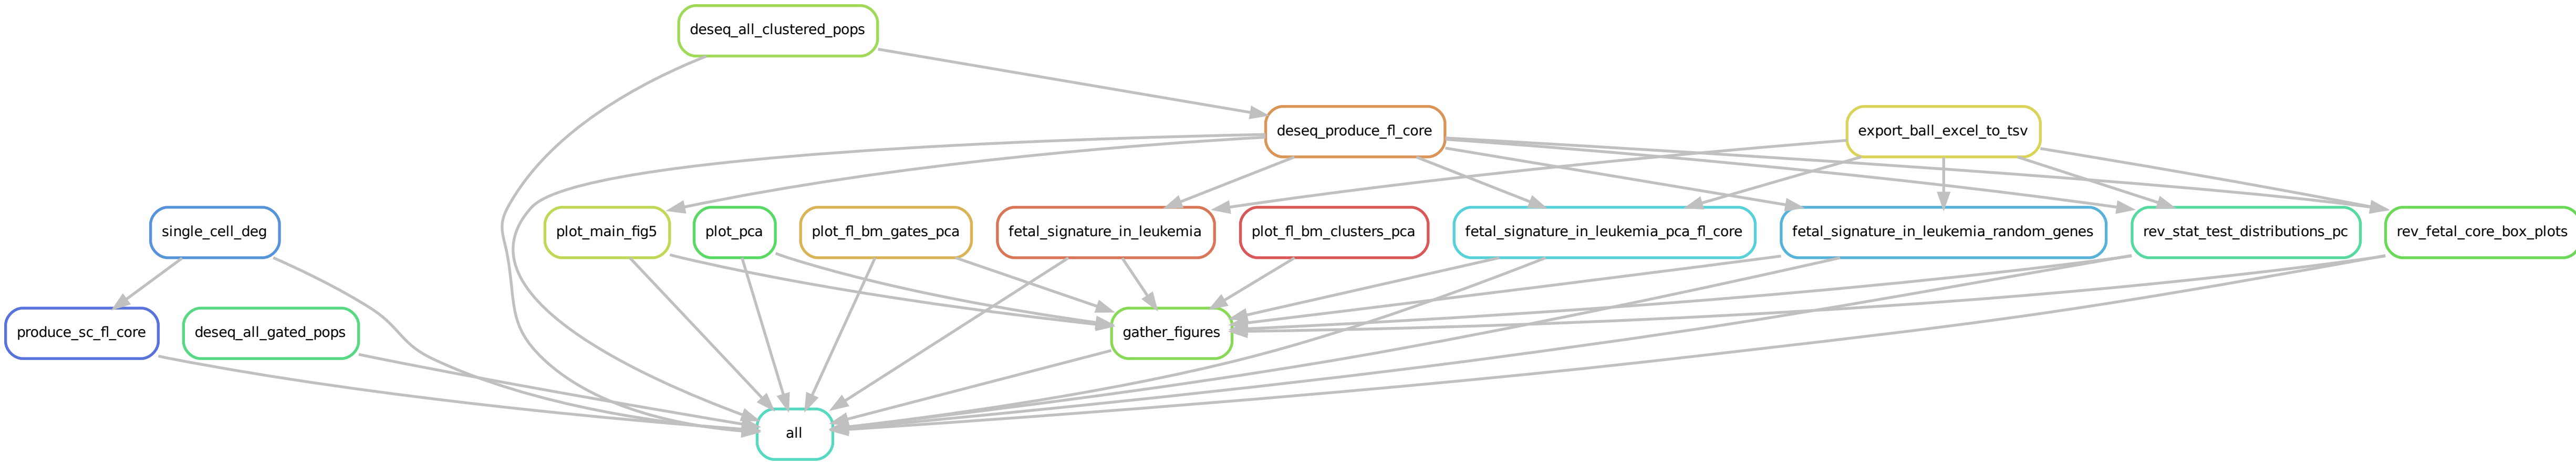 deseq_all_clustered_pops
deseq_produce_fl_core
export_ball_excel_to_tsv
single_cell_deg
plot_main_fig5
plot_pca
plot_fl_bm_gates_pca
fetal_signature_in_leukemia
plot_fl_bm_clusters_pca
fetal_signature_in_leukemia_pca_fl_core
fetal_signature_in_leukemia_random_genes
rev_stat_test_distributions_pc
rev_fetal_core_box_plots
produce_sc_fl_core
deseq_all_gated_pops
gather_figures
all